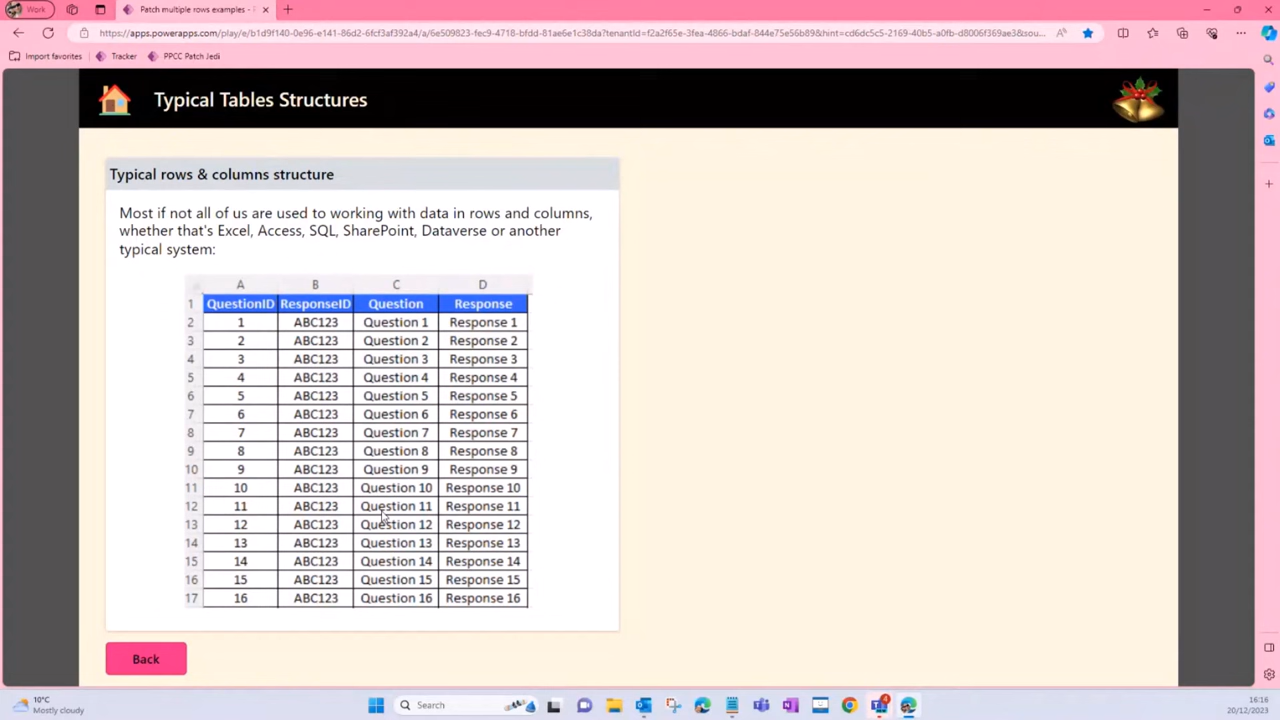 Work
Patch multiple rows examples -
https://apps.powerapps.com/play/e/b1d9f140-0e96-e141-86d2-6fcf3af392a4/a/6e509823-fec9-4718-bfdd-81ae6e1c38da?tenantId=f2a2f65e-3fea-4866-bdaf-844e75e56b89&hint=cd6dc5c5-2169-40b5-a0fb-d8006f369ae3&sou...
Import favorites
Tracker
PPCC Patch Jedi
Typical Tables Structures
Typical rows & columns structure
Most if not all of us are used to working with data in rows and columns,
whether that's Excel, Access, SQL, SharePoint, Dataverse or another
typical system:
A B C D
1 QuestionID ResponseID Question Response
2 1 ABC123 Question 1 Response 1
3 2 ABC123 Question 2 Response 2
4 3 ABC123 Question 3 Response 3
5 4 ABC123 Question 4 Response 4
6 5 ABC123 Question 5 Response 5
7 6 ABC123 Question 6 Response 6
8 7 ABC123 Question 7 Response 7
9 8 ABC123 Question 8 Response 8
10 9 ABC123 Question 9 Response 9
11 10 ABC123 Question 10 Response 10
12 11 ABC123 Question 11 Response 11
13 12 ABC123 Question 12 Response 12
14 13 ABC123 Question 13 Response 13
15 14 ABC123 Question 14 Response 14
16 15 ABC123 Question 15 Response 15
17 16 ABC123 Question 16 Response 16
Back
10°C
Mostly cloudy
Search
4
16:16
20/12/2023